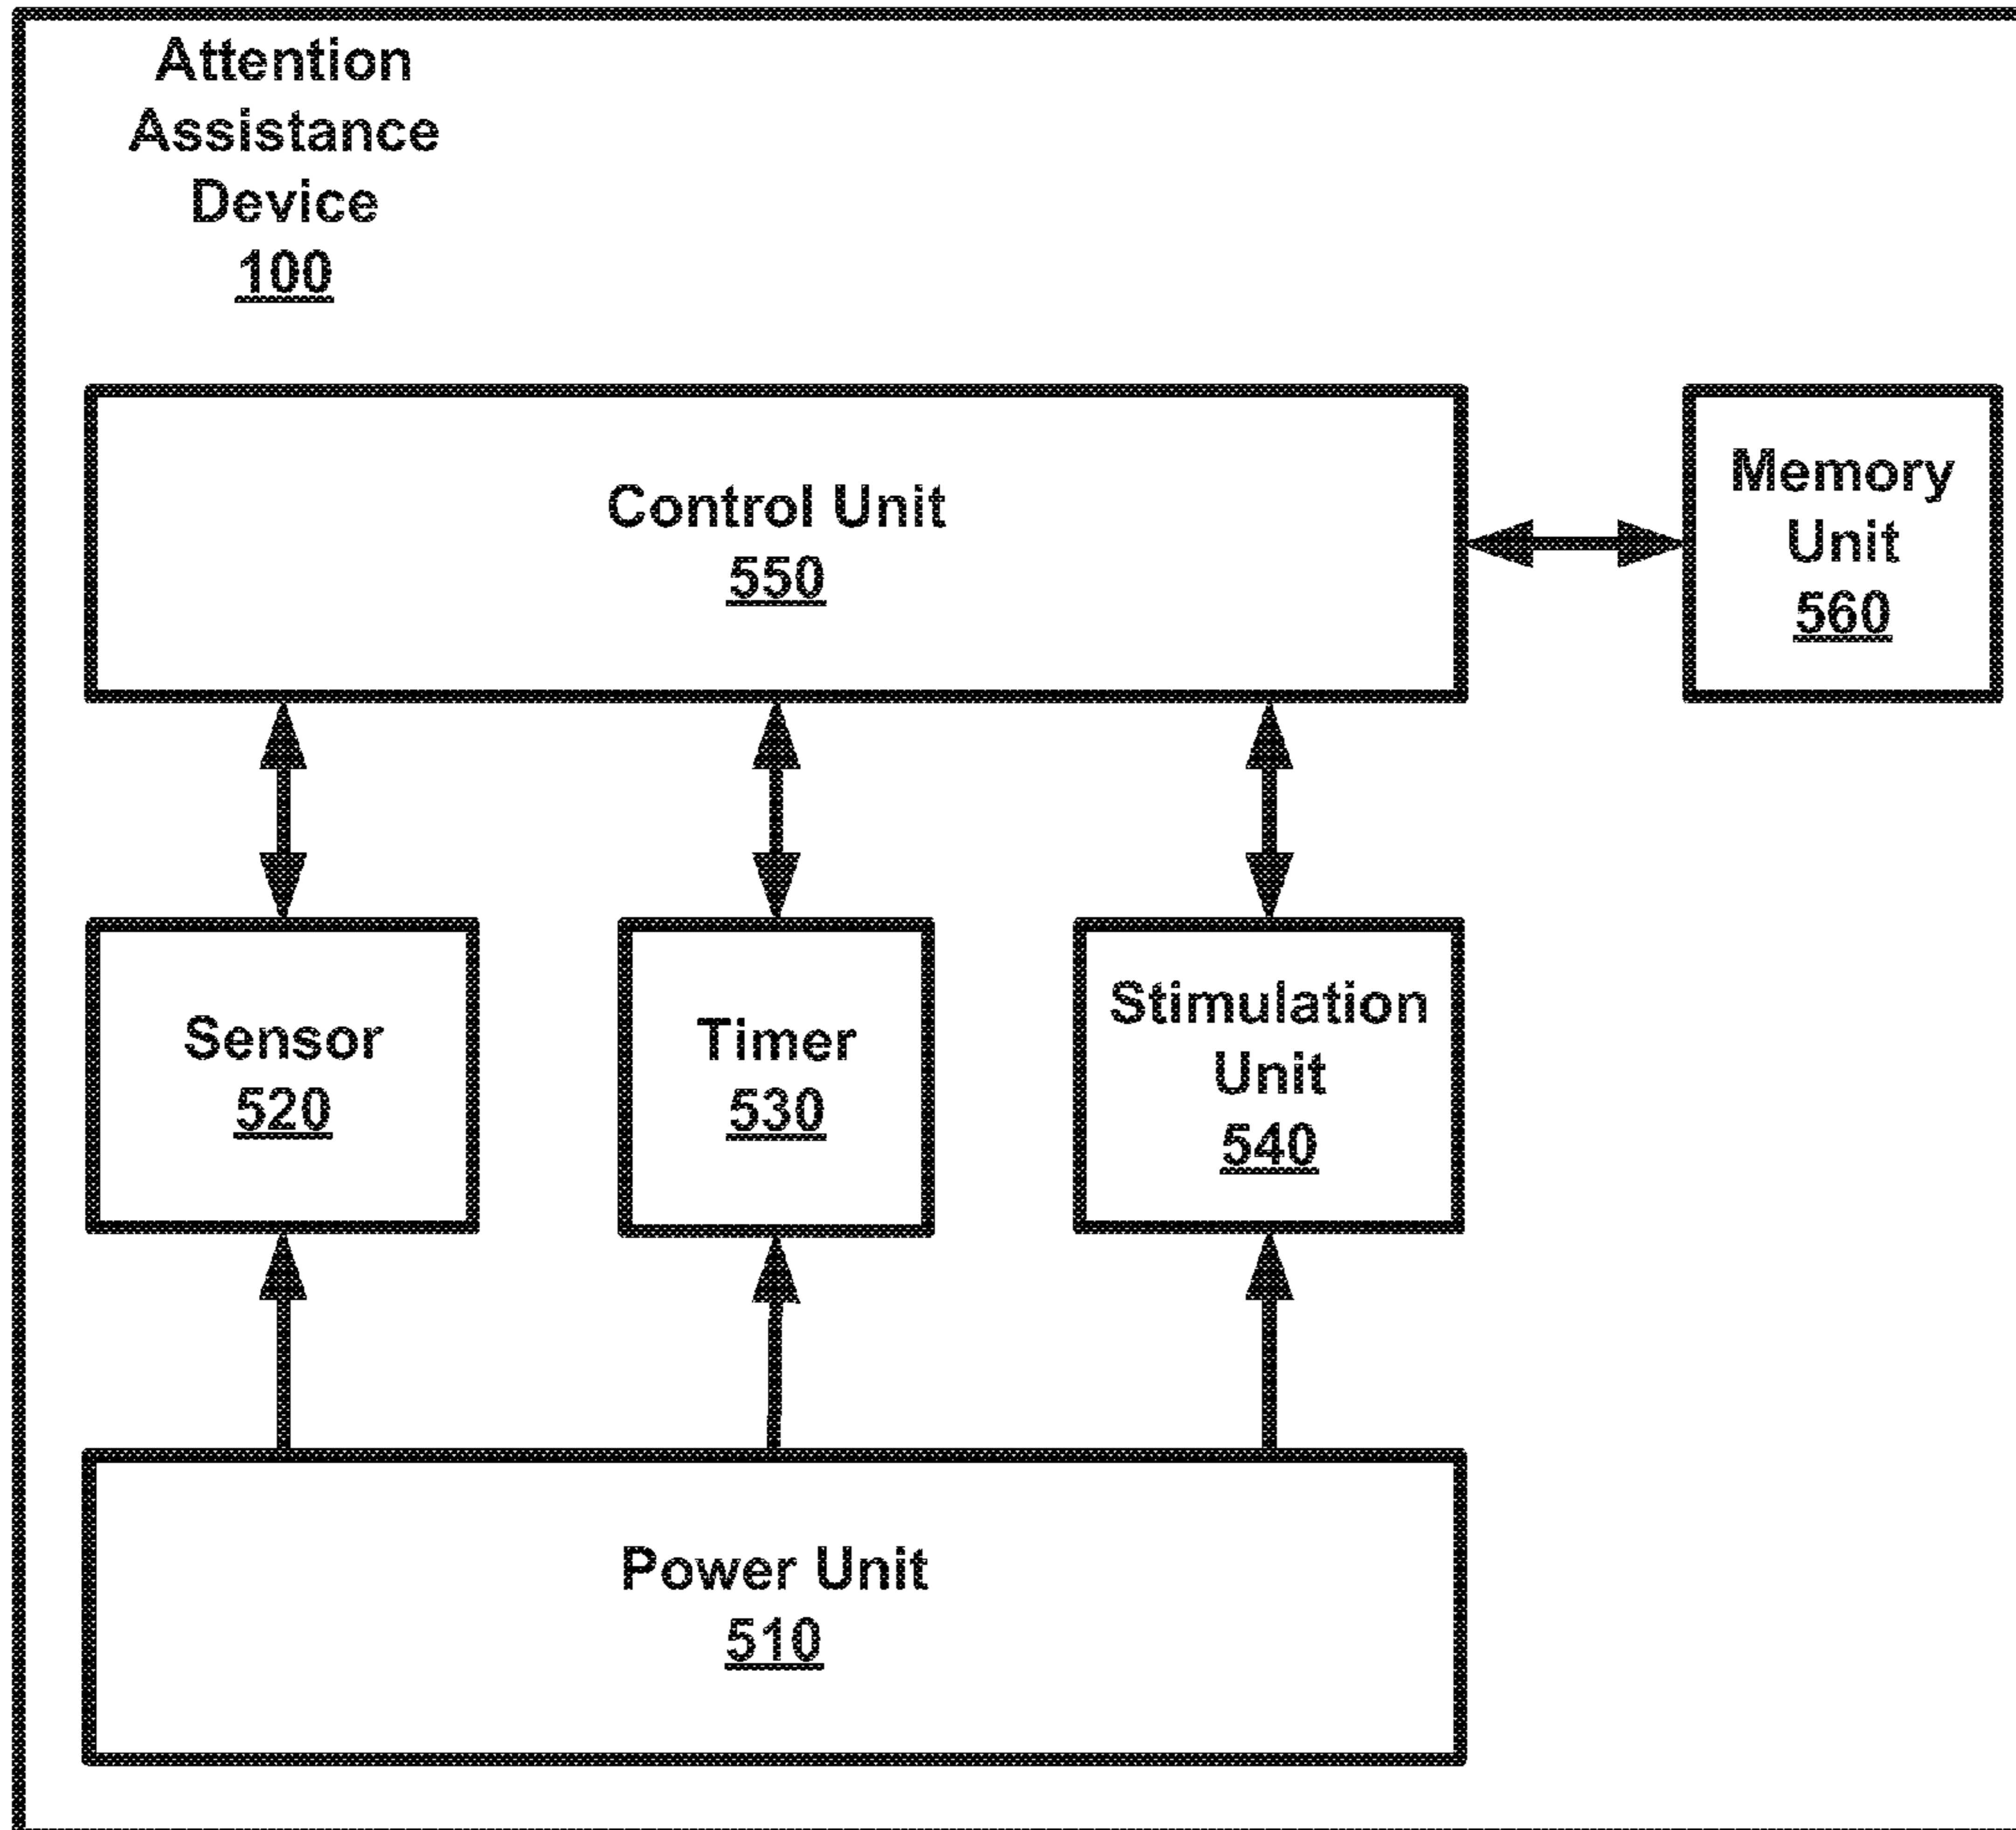 Attention
Assistance
Device
100
Control Unit
550
Memory
Unit
560
Sensor
520
Timer
530
Stimulation
Unit
540
Power Unit
510